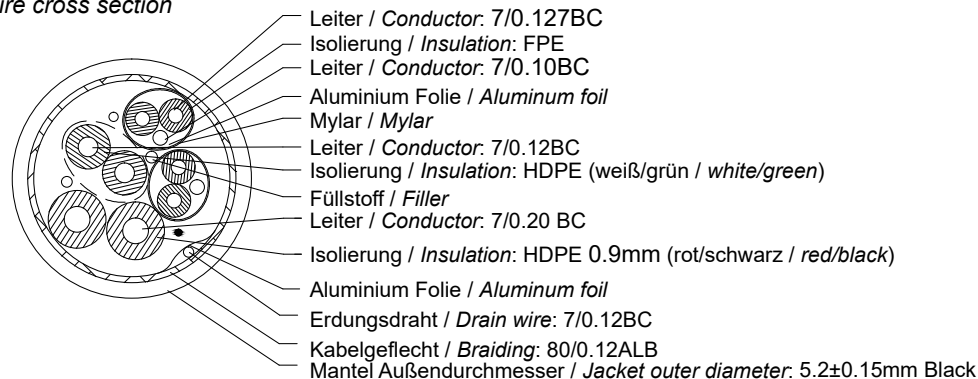 cross section
Leiter / Conductor: 7/0.127BC
Isolierung / Insulation: FPE
Leiter / Conductor: 7/0.10BC
Aluminium Folie / Aluminum foil
Mylar / Mylar
Leiter / Conductor: 7/0.12BC
Isolierung / Insulation: HDPE (weiß/grün / white/green)
Füllstoff / Filler
Leiter / Conductor: 7/0.20 BC
Isolierung / Insulation: HDPE 0.9mm (rot/schwarz / red/black)
Aluminium Folie / Aluminum foil
Erdungsdraht / Drain wire: 7/0.12BC
Kabelgeflecht / Braiding: 80/0.12ALB
Mantel Außendurchmesser / Jacket outer diameter: 5.2±0.15mm Black